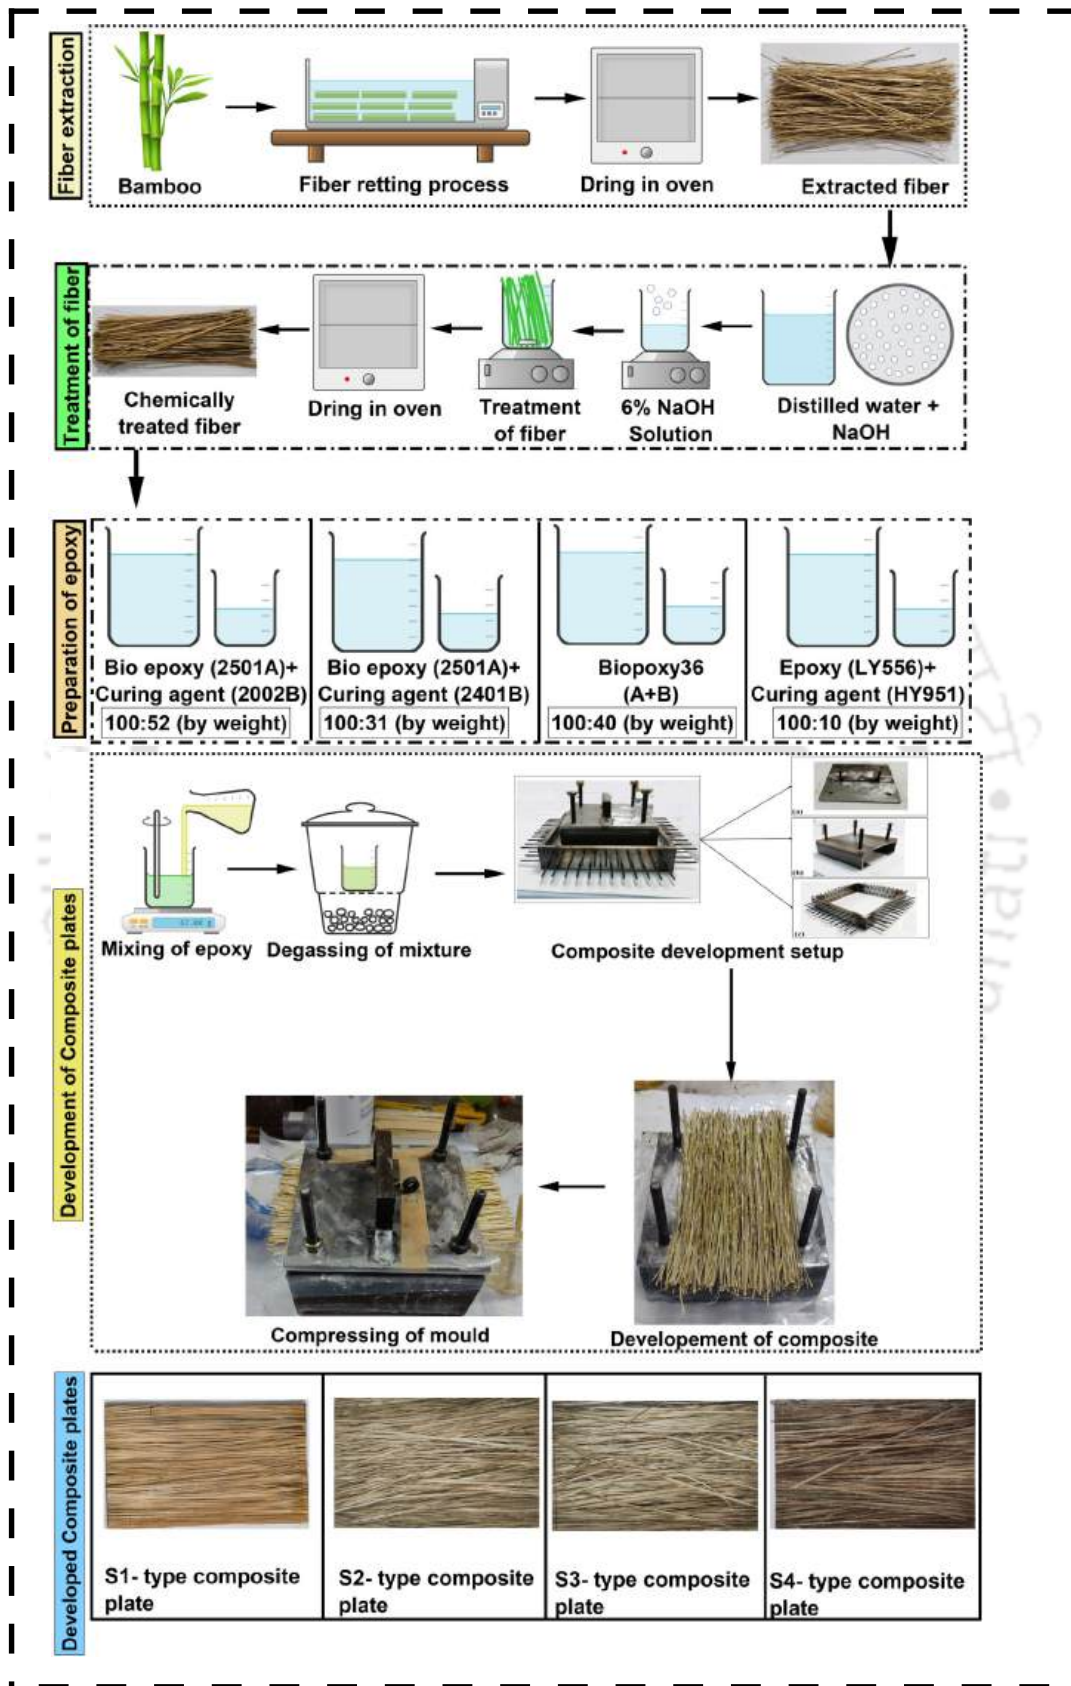 Fiber extraction
Bamboo
Fiber retting process
Dring in oven
Extracted fiber
Treatment of fiber
Chemically
treated fiber
Dring in oven
Treatment
of fiber
6% NaOH
Solution
Distilled water +
NaOH
Preparation of epoxy
Bio epoxy (2501A)+
Curing agent (2002B)
100:52 (by weight)
Bio epoxy (2501A)+
Curing agent (2401B)
100:31 (by weight)
Biopoxy36
(A+B)
100:40 (by weight)
Epoxy (LY556)+
Curing agent (HY951)
100:10 (by weight)
Development of Composite plates
Mixing of epoxy
Degassing of mixture
Composite development setup
(a)
(b)
(c)
Compressing of mould
Developement of composite
Developed Composite plates
S1- type composite
plate
S2- type composite
plate
S3- type composite
plate
S4- type composite
plate